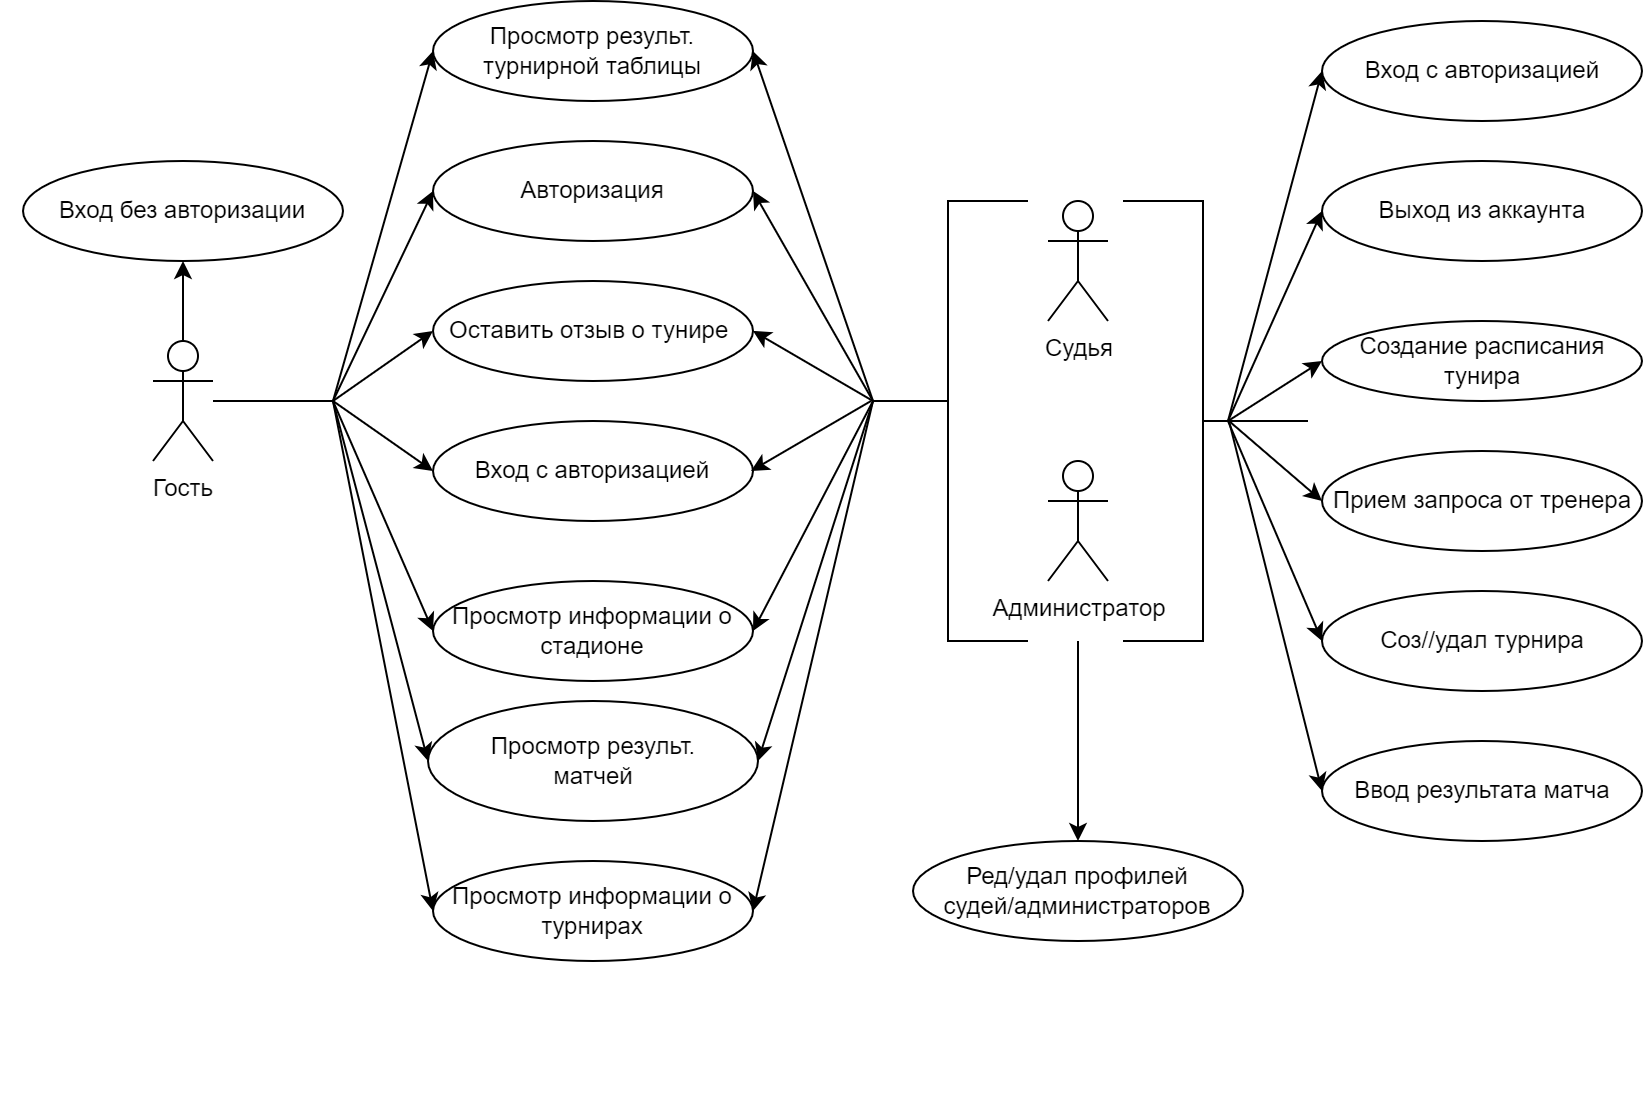 Просмотр результ.
турнирной таблицы
Вход с авторизацией
Авторизация
Вход без авторизации
Выход из аккаунта
Оставить отзыв о тунире
Судья
Создание расписания
тунира
Гость
Вход с авторизацией
Прием запроса от тренера
Администратор
Просмотр информации о
стадионе
Соз//удал турнира
Просмотр результ.
матчей
Ввод результата матча
Просмотр информации о
турнирах
Ред/удал профилей
судей/администраторов